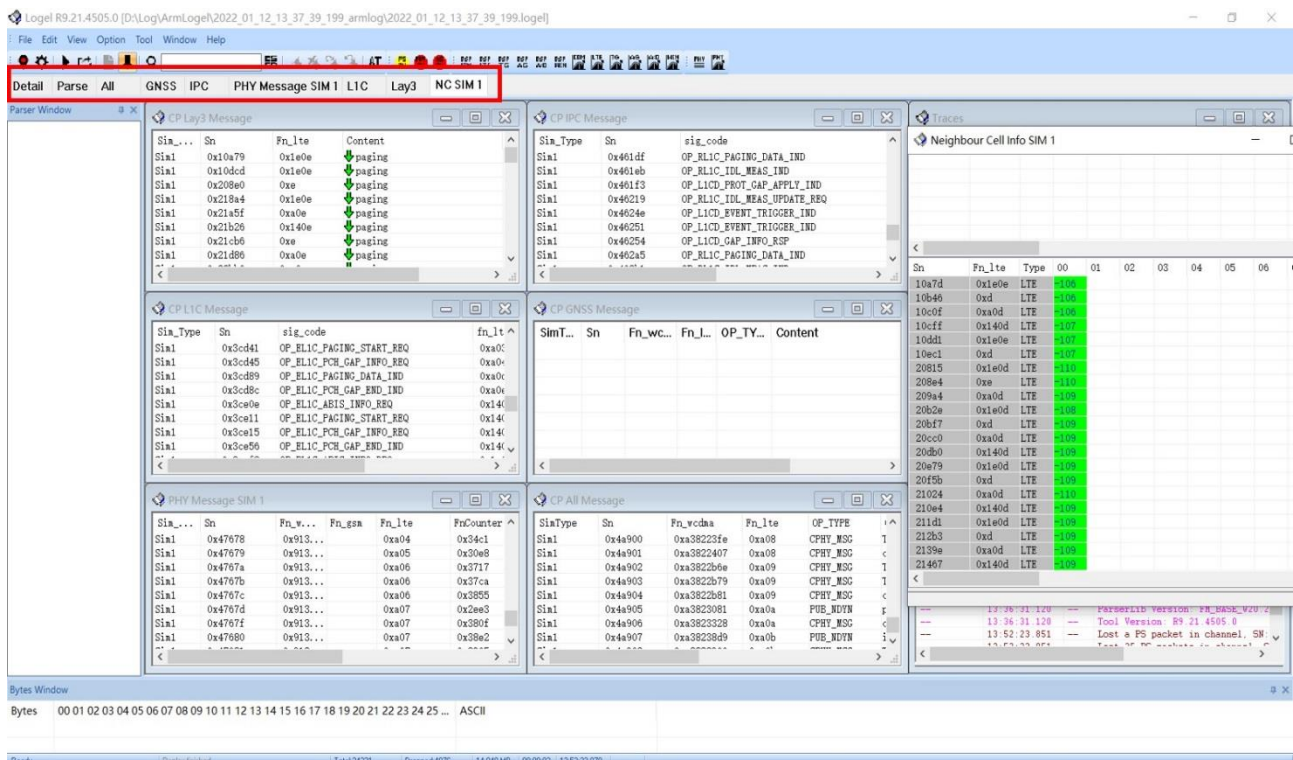 Logel R9.21.4505.0 [D:\Log\ArmLogel\2022_01_12_13_37_39_199_armlog\2022_01_12_13_37_39_199.logel]
File Edit View Option Tool Window Help
AT
Detail Parse All GNSS IPC PHY Message SIM 1 L1C Lay3 NC SIM 1
Parser Window
CP Lay3 Message
Sim_... Sn Fn_lte Content
Sim1 0x10a79 0x1e0e paging
Sim1 0x10dcd 0x1e0e paging
Sim1 0x208e0 0xe paging
Sim1 0x218a4 0x1e0e paging
Sim1 0x21a5f 0xa0e paging
Sim1 0x21b26 0x140e paging
Sim1 0x21cb6 0xe paging
Sim1 0x21d86 0xa0e paging
CP IPC Message
Sim_Type Sn sig_code
Sim1 0x461df OP_RL1C_PAGING_DATA_IND
Sim1 0x461eb OP_RL1C_IDL_MEAS_IND
Sim1 0x461f3 OP_L1CD_PROT_GAP_APPLY_IND
Sim1 0x46219 OP_RL1C_IDL_MEAS_UPDATE_REQ
Sim1 0x4624e OP_L1CD_EVENT_TRIGGER_IND
Sim1 0x46251 OP_L1CD_EVENT_TRIGGER_IND
Sim1 0x46254 OP_L1CD_GAP_INFO_RSP
Sim1 0x462a5 OP_RL1C_PAGING_DATA_IND
CP L1C Message
Sim_Type Sn sig_code fn_lt
Sim1 0x3cd41 OP_EL1C_PAGING_START_REQ
Sim1 0x3cd45 OP_EL1C_PCH_GAP_INFO_REQ
Sim1 0x3cd89 OP_EL1C_PAGING_DATA_IND
Sim1 0x3cd8c OP_EL1C_PCH_GAP_END_IND
Sim1 0x3ce0e OP_EL1C_ABIS_INFO_REQ
Sim1 0x3ce11 OP_EL1C_PAGING_START_REQ
Sim1 0x3ce15 OP_EL1C_PCH_GAP_INFO_REQ
Sim1 0x3ce56 OP_EL1C_PCH_GAP_END_IND
CP GNSS Message
SimT... Sn Fn_wc... Fn_l... OP_TY... Content
PHY Message SIM 1
Sim_... Sn Fn_w... Fn_gsm Fn_lte FnCounter
Sim1 0x47678 0x913... 0xa04 0x34c1
Sim1 0x47679 0x913... 0xa05 0x30e8
Sim1 0x4767a 0x913... 0xa06 0x3717
Sim1 0x4767b 0x913... 0xa06 0x37ca
Sim1 0x4767c 0x913... 0xa06 0x3855
Sim1 0x4767d 0x913... 0xa07 0x2ee3
Sim1 0x4767f 0x913... 0xa07 0x380f
Sim1 0x47680 0x913... 0xa07 0x38e2
CP All Message
SimType Sn Fn_wcdma Fn_lte OP_TYPE
Sim1 0x4a900 0xa38223fe 0xa08 CPHY_MSG
Sim1 0x4a901 0xa3822407 0xa08 CPHY_MSG
Sim1 0x4a902 0xa3822b6e 0xa09 CPHY_MSG
Sim1 0x4a903 0xa3822b79 0xa09 CPHY_MSG
Sim1 0x4a904 0xa3822b81 0xa09 CPHY_MSG
Sim1 0x4a905 0xa3823081 0xa0a PUB_NDYN
Sim1 0x4a906 0xa3823328 0xa0a CPHY_MSG
Sim1 0x4a907 0xa38238d9 0xa0b PUB_NDYN
Traces
Neighbour Cell Info SIM 1
Sn Fn_lte Type 00 01 02 03 04 05 06
10a7d 0x1e0e LTE -106
10b46 0xd LTE -106
10c0f 0xa0d LTE -106
10cff 0x140d LTE -107
10dd1 0x1e0e LTE -107
10ec1 0xd LTE -107
20815 0x1e0d LTE -110
208e4 0xe LTE -110
209a4 0xa0d LTE -109
20b2e 0x1e0d LTE -108
20bf7 0xd LTE -109
20cc0 0xa0d LTE -109
20db0 0x140d LTE -109
20e79 0x1e0d LTE -109
20f5b 0xd LTE -109
21024 0xa0d LTE -110
210e4 0x140d LTE -109
211d1 0x1e0d LTE -109
212b3 0xd LTE -109
2139e 0xa0d LTE -109
21467 0x140d LTE -109
-- 13:36:31.120 -- ParserLib Version:
-- 13:36:31.120 -- Tool Version: R9.21.4505.0
-- 13:52:23.851 -- Lost a PS packet in channel, SN:
Bytes Window
Bytes 00 01 02 03 04 05 06 07 08 09 10 11 12 13 14 15 16 17 18 19 20 21 22 23 24 25 ... ASCII